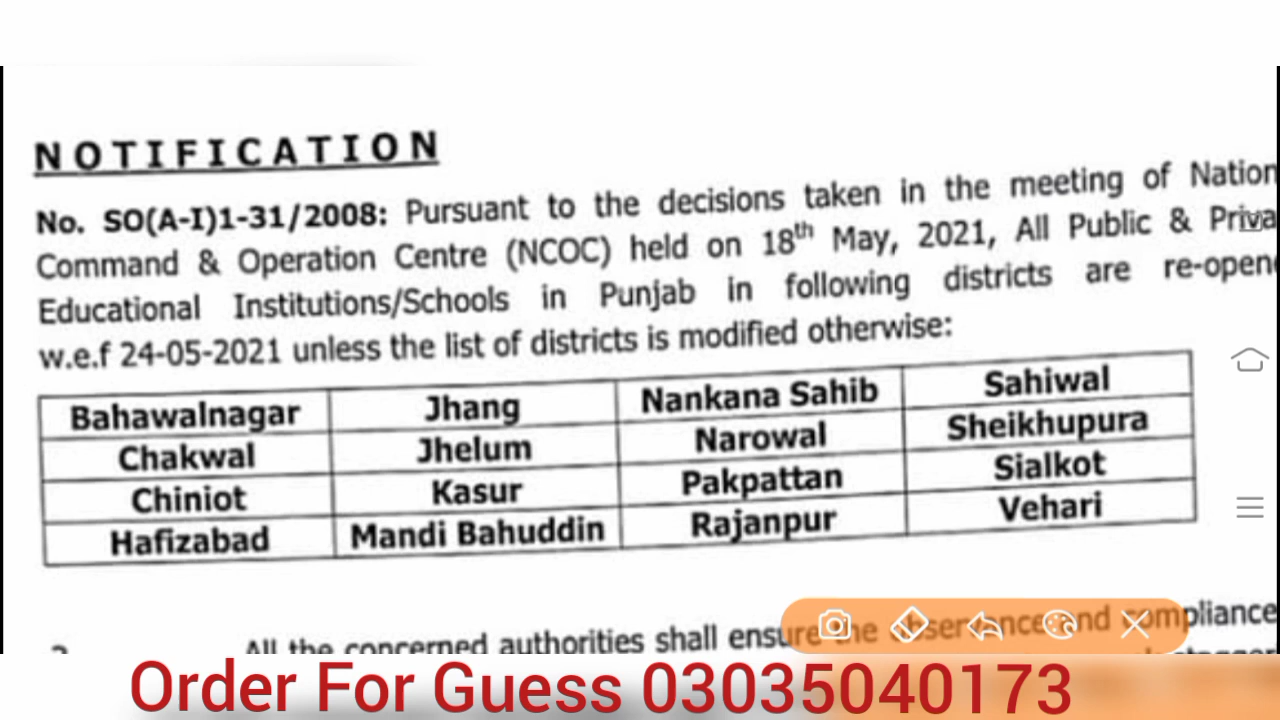 NOTIFICATION
No. SO(A-I)1-31/2008: Pursuant to the decisions taken in the meeting of Nation
Command & Operation Centre (NCOC) held on 18th May, 2021, All Public & Priva
Educational Institutions/Schools in Punjab in following districts are re-opene
w.e.f 24-05-2021 unless the list of districts is modified otherwise:
Bahawalnagar Jhang Nankana Sahib Sahiwal
Chakwal Jhelum Narowal Sheikhupura
Chiniot Kasur Pakpattan Sialkot
Hafizabad Mandi Bahuddin Rajanpur Vehari
All the concerned authorities shall ensure the observance and compliance
Order For Guess 03035040173